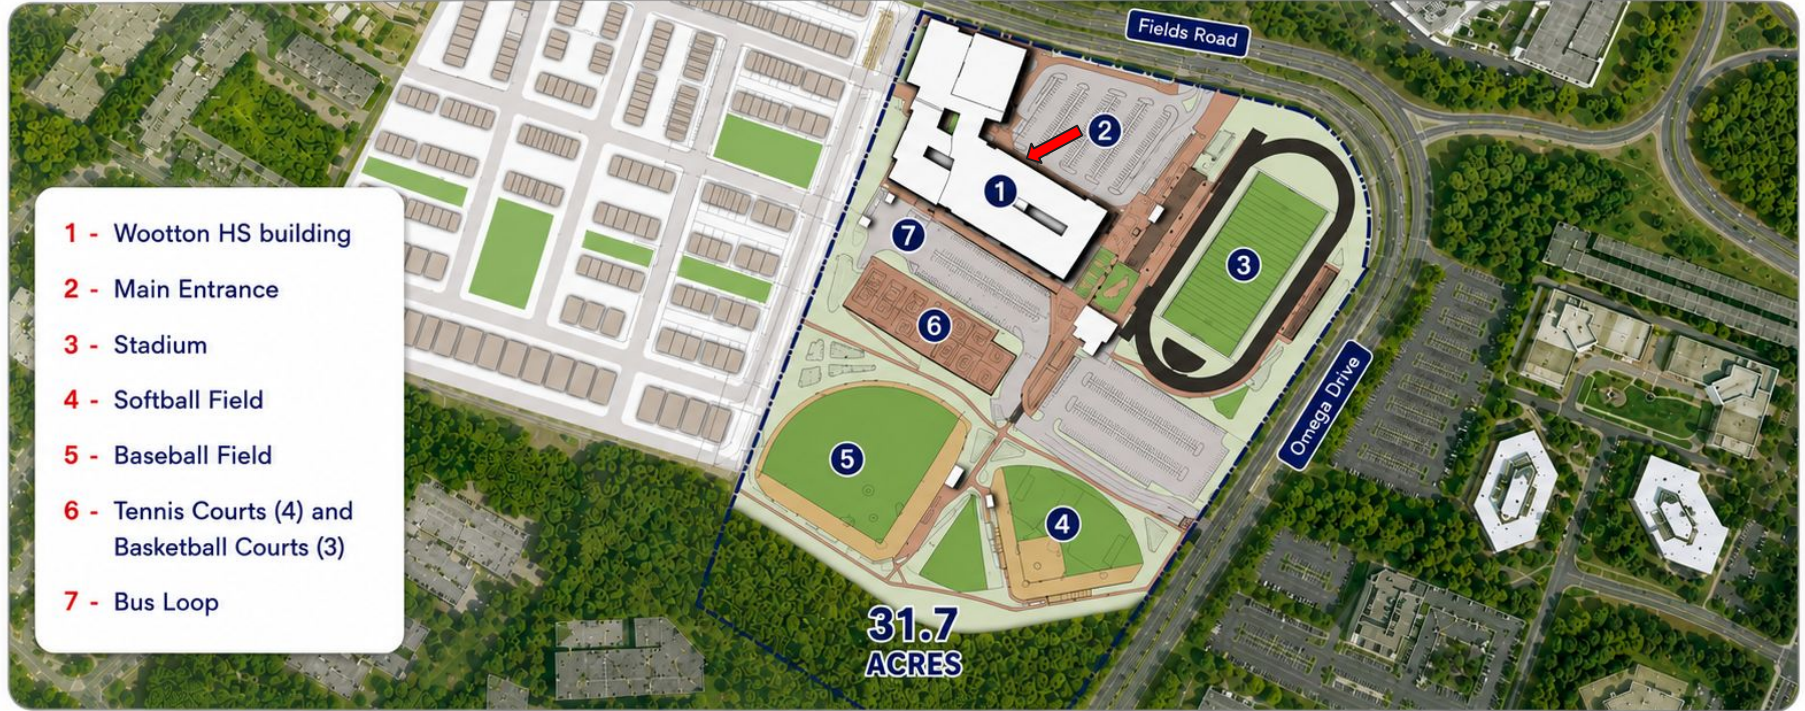 Fields Road
2
1
7
3
6
Omega Drive
5
4
31.7
ACRES
1 - Wootton HS building
2 - Main Entrance
3 - Stadium
4 - Softball Field
5 - Baseball Field
6 - Tennis Courts (4) and
Basketball Courts (3)
7 - Bus Loop